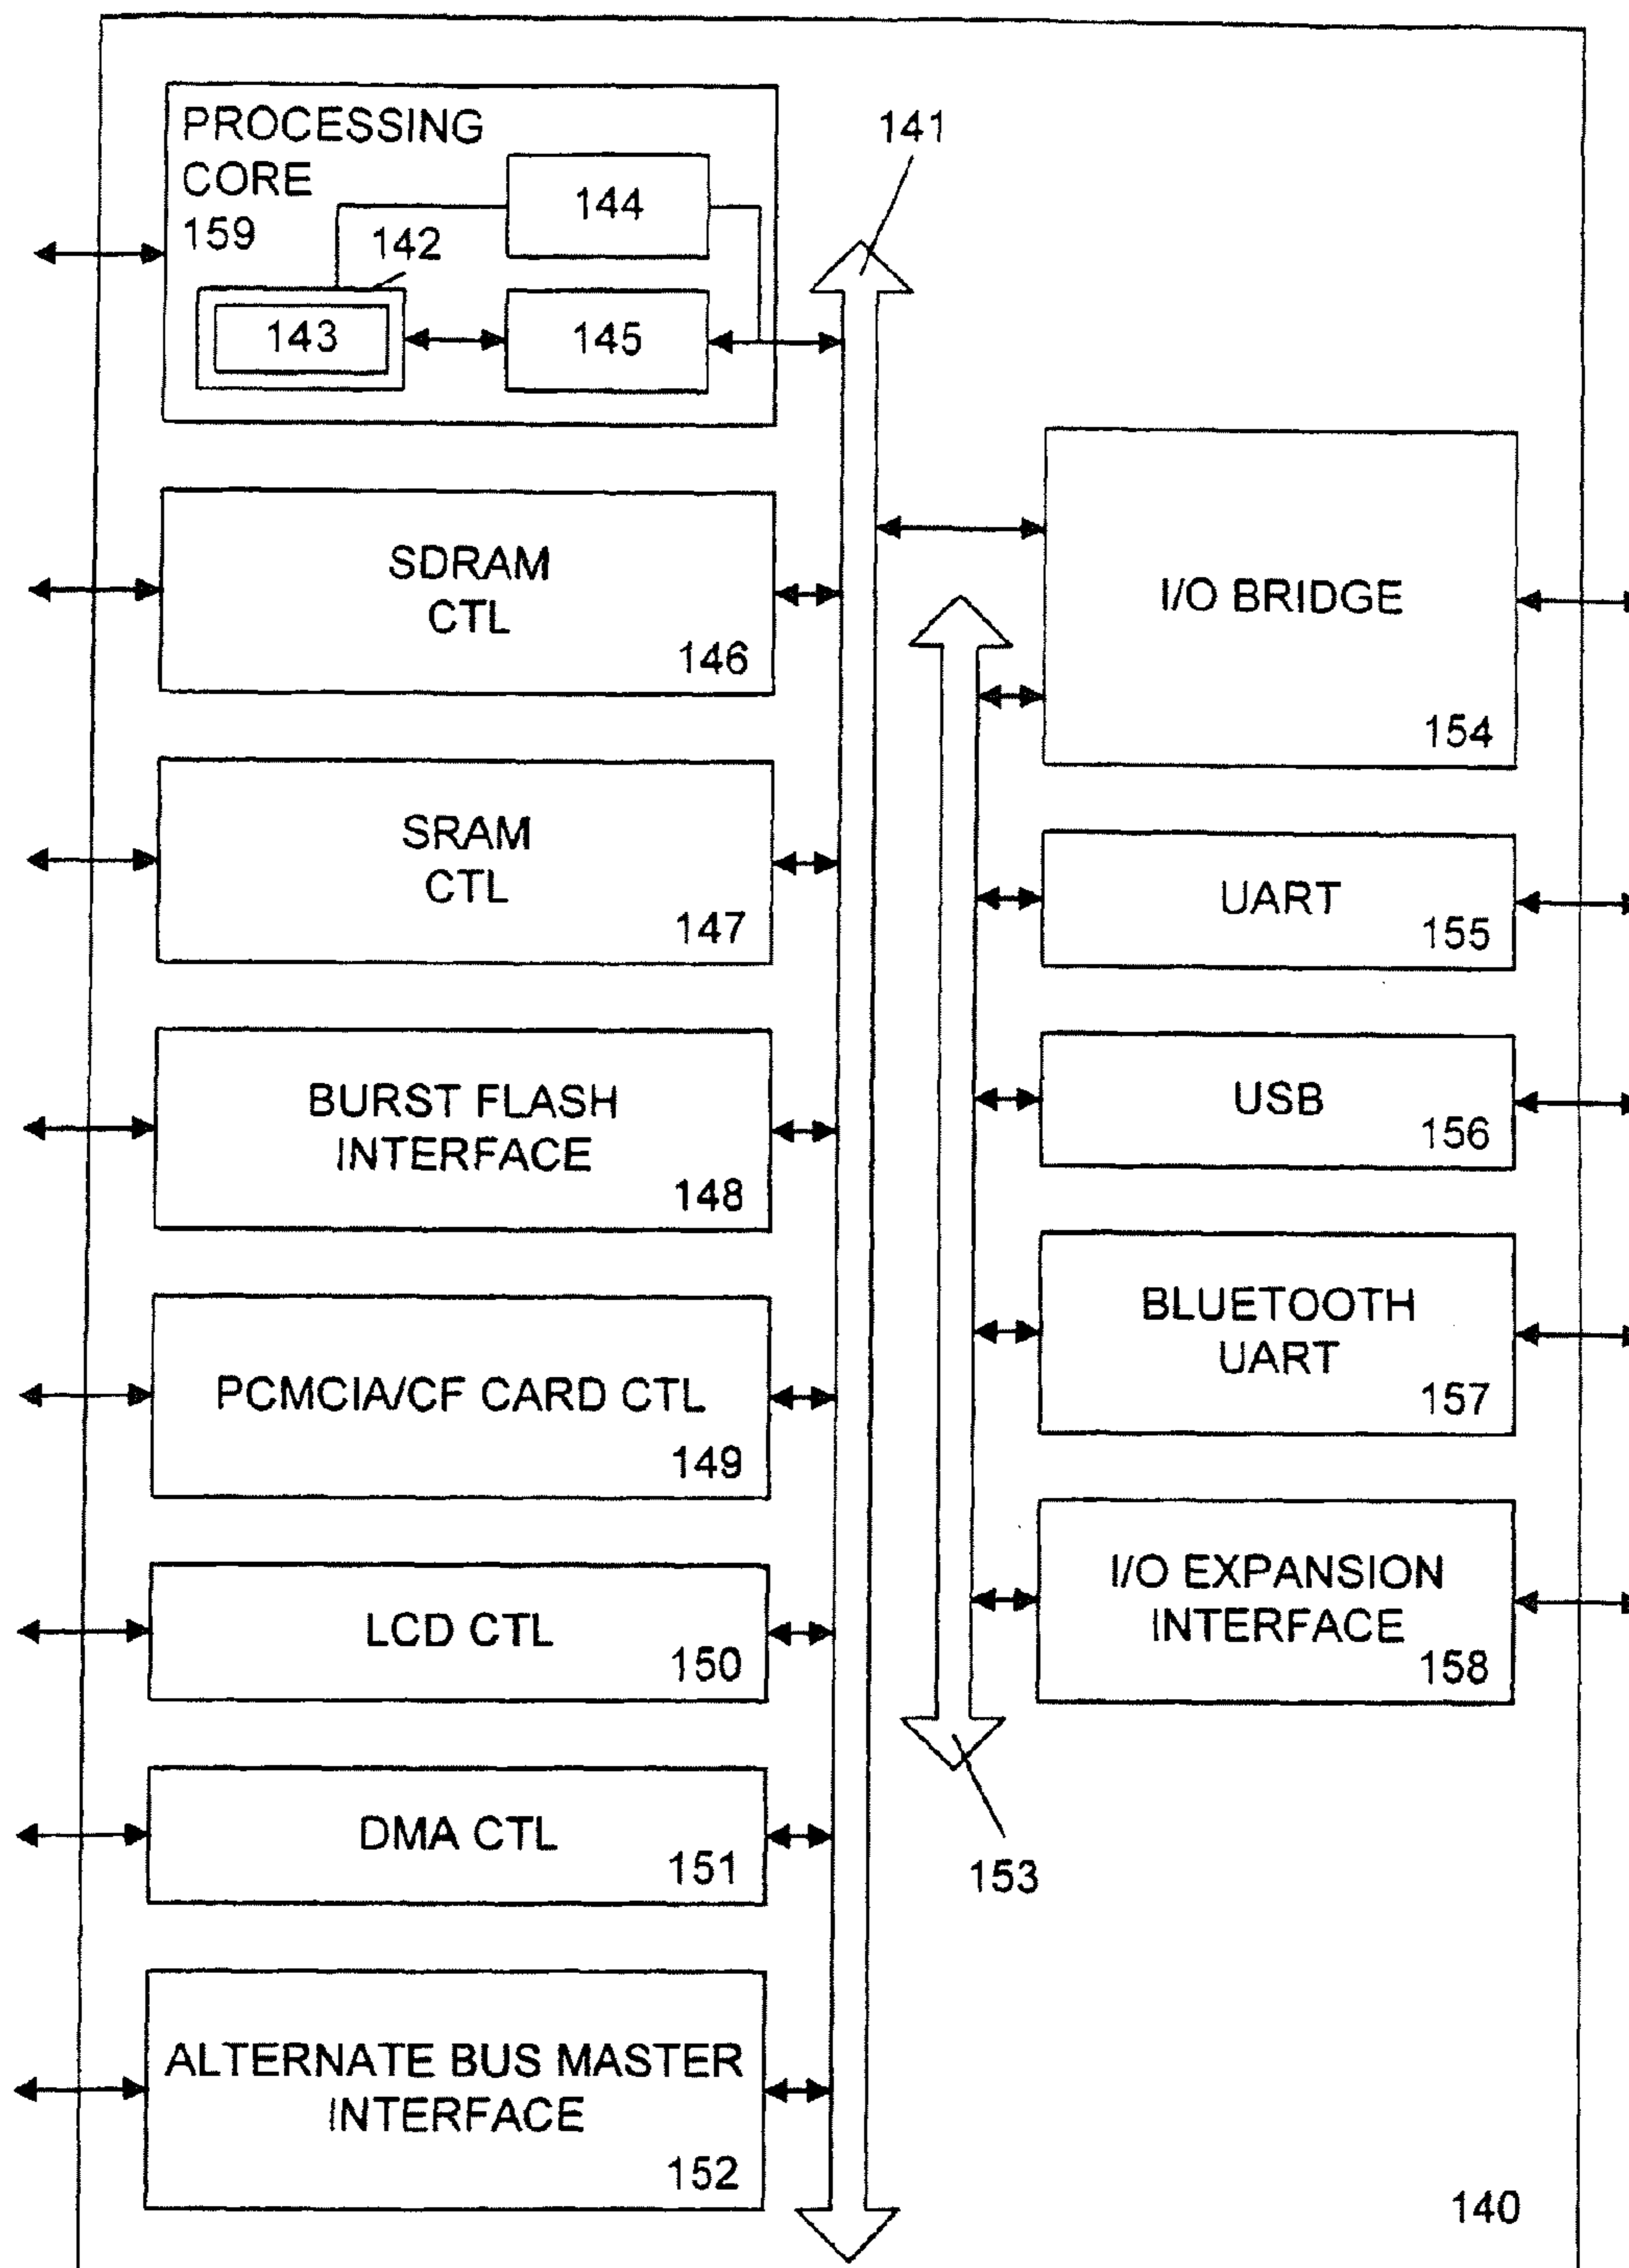 PROCESSING
CORE
159
142
144
143
145
141
SDRAM
CTL
146
SRAM
CTL
147
BURST FLASH
INTERFACE
148
PCMCIA/CF CARD CTL
149
LCD CTL
150
DMA CTL
151
ALTERNATE BUS MASTER
INTERFACE
152
I/O BRIDGE
154
UART
155
USB
156
BLUETOOTH
UART
157
I/O EXPANSION
INTERFACE
158
153
140